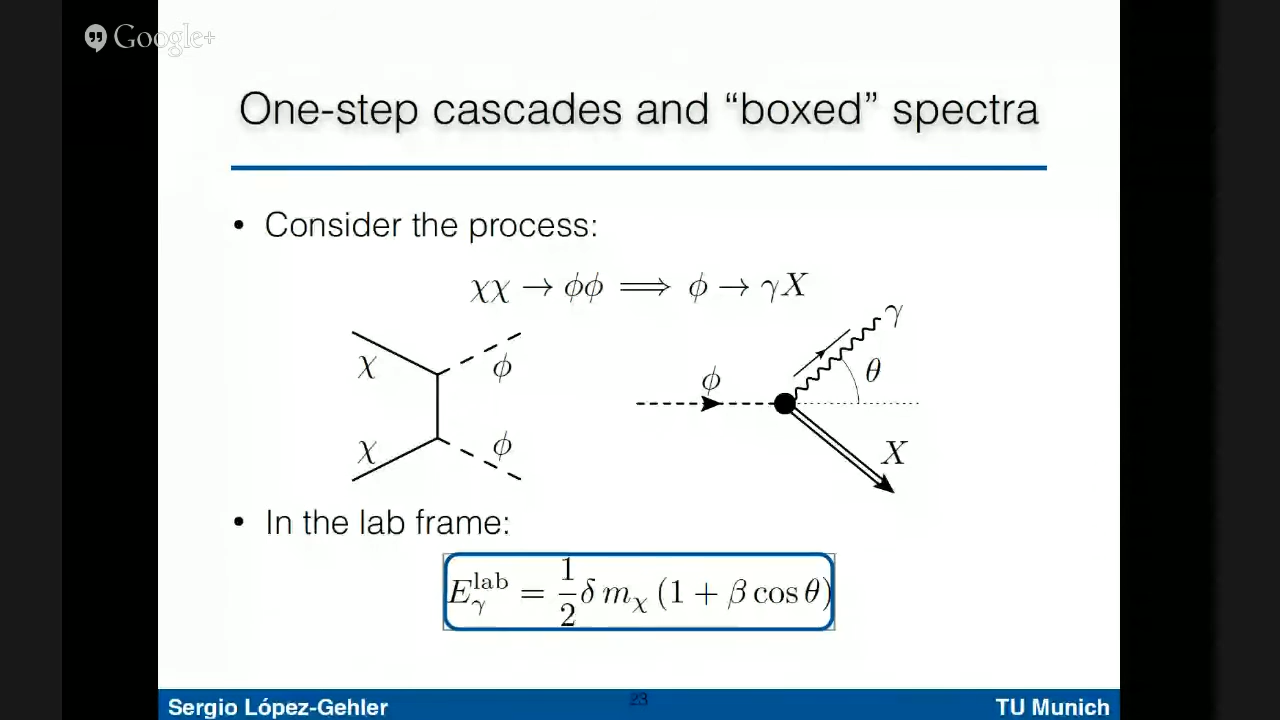 Google+
One-step cascades and “boxed” spectra
• Consider the process:
χχ → ϕϕ ⟹ ϕ → γX
χ ϕ
χ ϕ
ϕ γ θ X
• In the lab frame:
E_γ^lab = 1/2 δ m_χ (1 + β cos θ)
Sergio López-Gehler 23 TU Munich